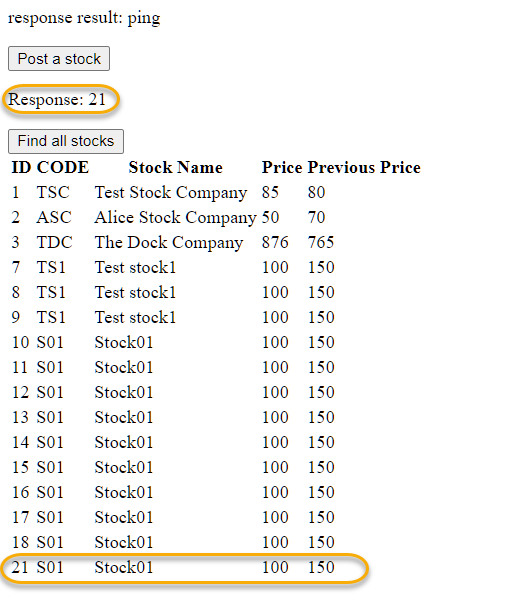 response result: ping
Post a stock
Response: 21
Find all stocks
ID CODE Stock Name Price Previous Price
1 TSC Test Stock Company 85 80
2 ASC Alice Stock Company 50 70
3 TDC The Dock Company 876 765
7 TS1 Test stock1 100 150
8 TS1 Test stock1 100 150
9 TS1 Test stock1 100 150
10 S01 Stock01 100 150
11 S01 Stock01 100 150
12 S01 Stock01 100 150
13 S01 Stock01 100 150
14 S01 Stock01 100 150
15 S01 Stock01 100 150
16 S01 Stock01 100 150
17 S01 Stock01 100 150
18 S01 Stock01 100 150
21 S01 Stock01 100 150